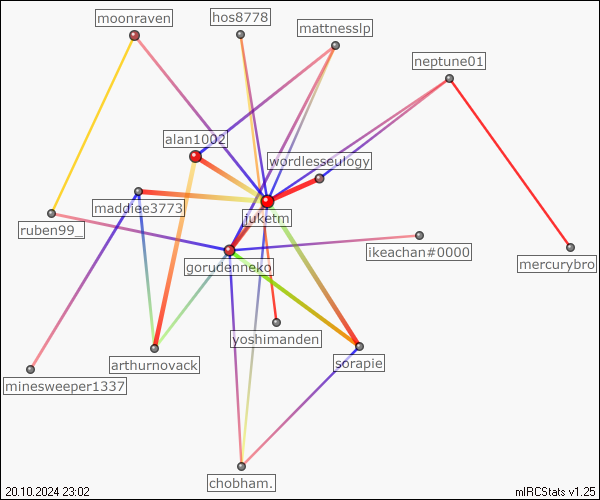 moonraven
hos8778
mattnesslp
neptune01
alan1002
wordlesseulogy
maddiee3773
juketm
ruben99_
ikeachan#0000
gorudenneko
mercurybro
yoshimanden
arthurnovack
sorapie
minesweeper1337
chobham.
20.10.2024 23:02
mIRCStats v1.25